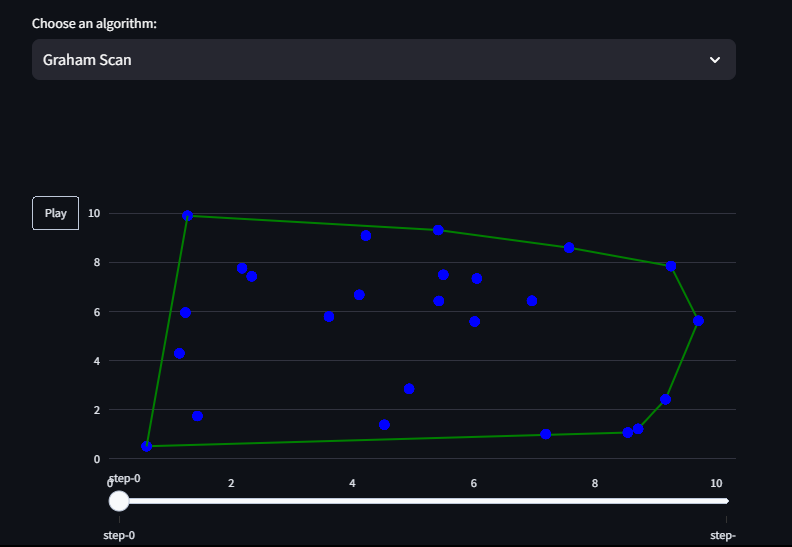 Choose an algorithm:
Graham Scan
Play
10
8
6
4
2
0
step-0
0 2 4 6 8 10
step-0 step-